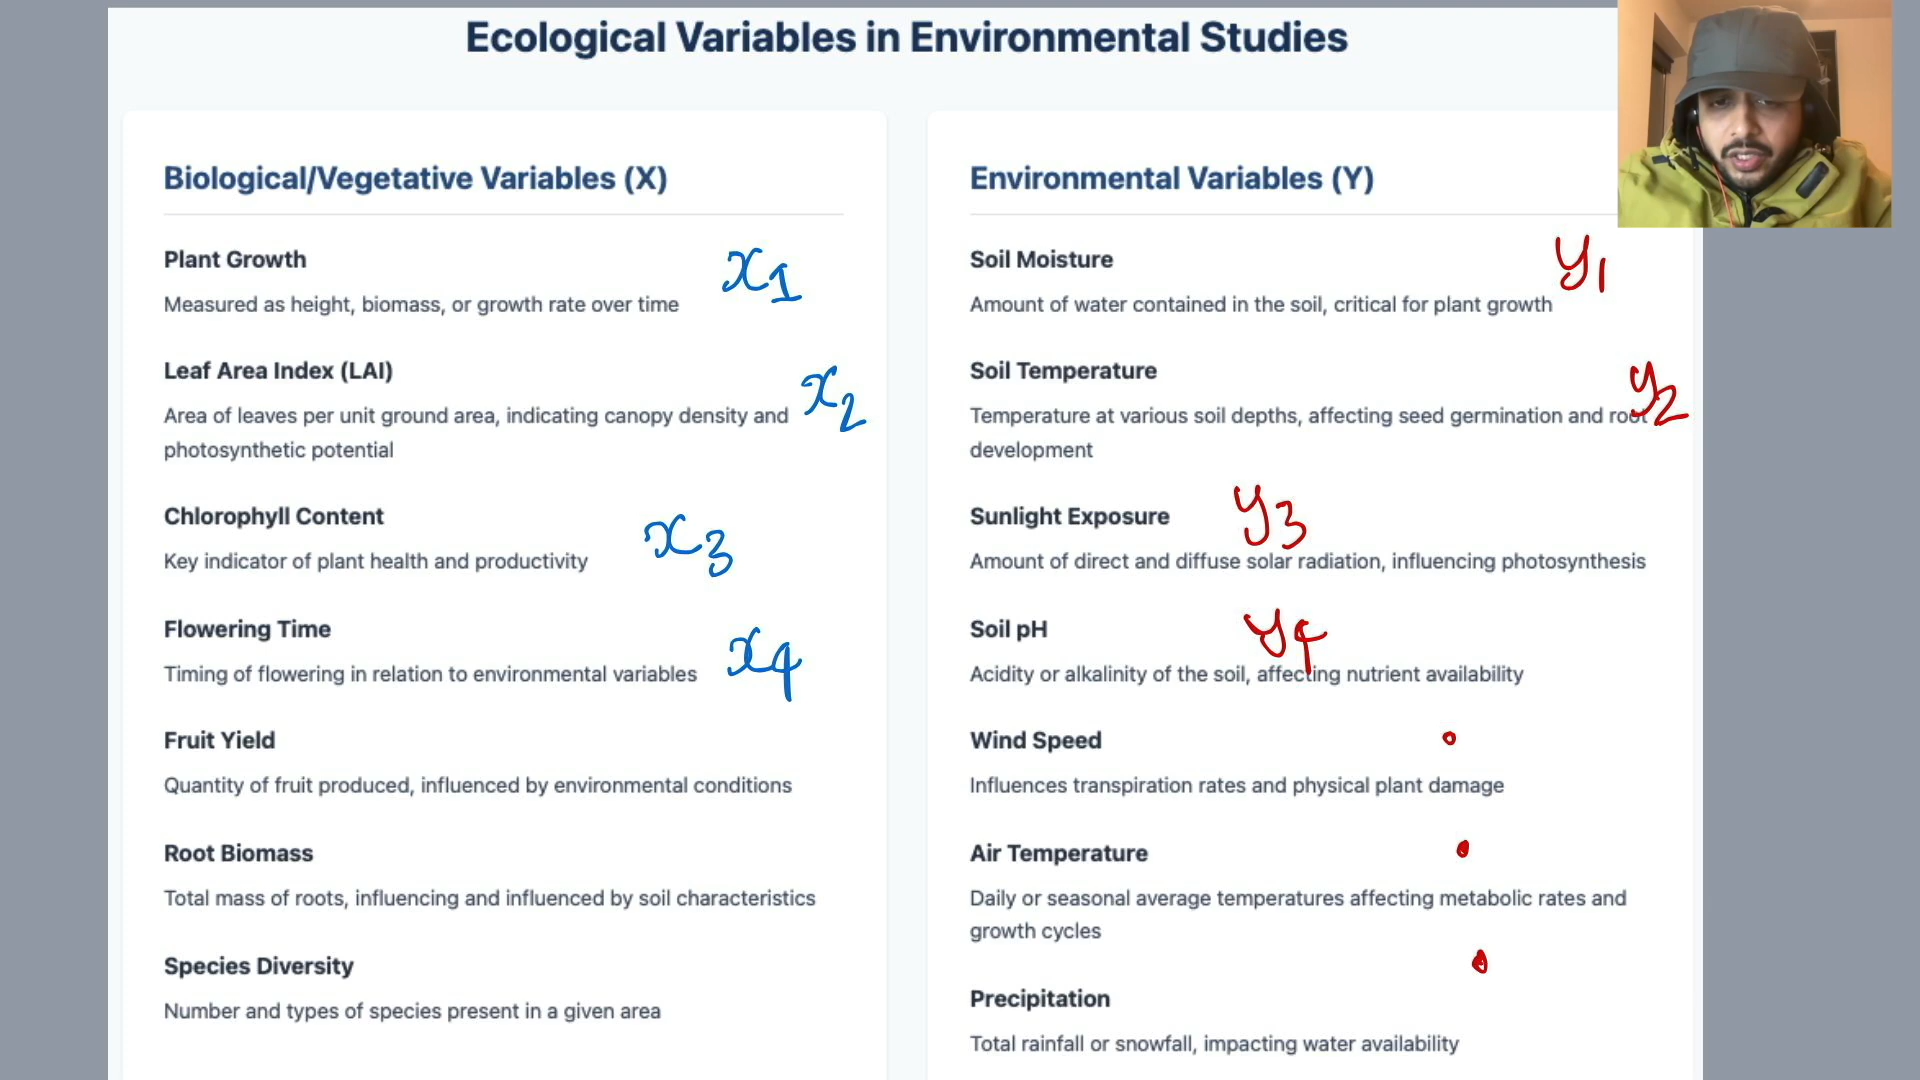 Ecological Variables in Environmental Studies
Biological/Vegetative Variables (X)
Plant Growth
x1
Measured as height, biomass, or growth rate over time
Leaf Area Index (LAI)
x2
Area of leaves per unit ground area, indicating canopy density and
photosynthetic potential
Chlorophyll Content
x3
Key indicator of plant health and productivity
Flowering Time
x4
Timing of flowering in relation to environmental variables
Fruit Yield
Quantity of fruit produced, influenced by environmental conditions
Root Biomass
Total mass of roots, influencing and influenced by soil characteristics
Species Diversity
Number and types of species present in a given area
Environmental Variables (Y)
Soil Moisture
y1
Amount of water contained in the soil, critical for plant growth
Soil Temperature
y2
Temperature at various soil depths, affecting seed germination and root
development
Sunlight Exposure
y3
Amount of direct and diffuse solar radiation, influencing photosynthesis
Soil pH
y4
Acidity or alkalinity of the soil, affecting nutrient availability
Wind Speed
Influences transpiration rates and physical plant damage
Air Temperature
Daily or seasonal average temperatures affecting metabolic rates and
growth cycles
Precipitation
Total rainfall or snowfall, impacting water availability